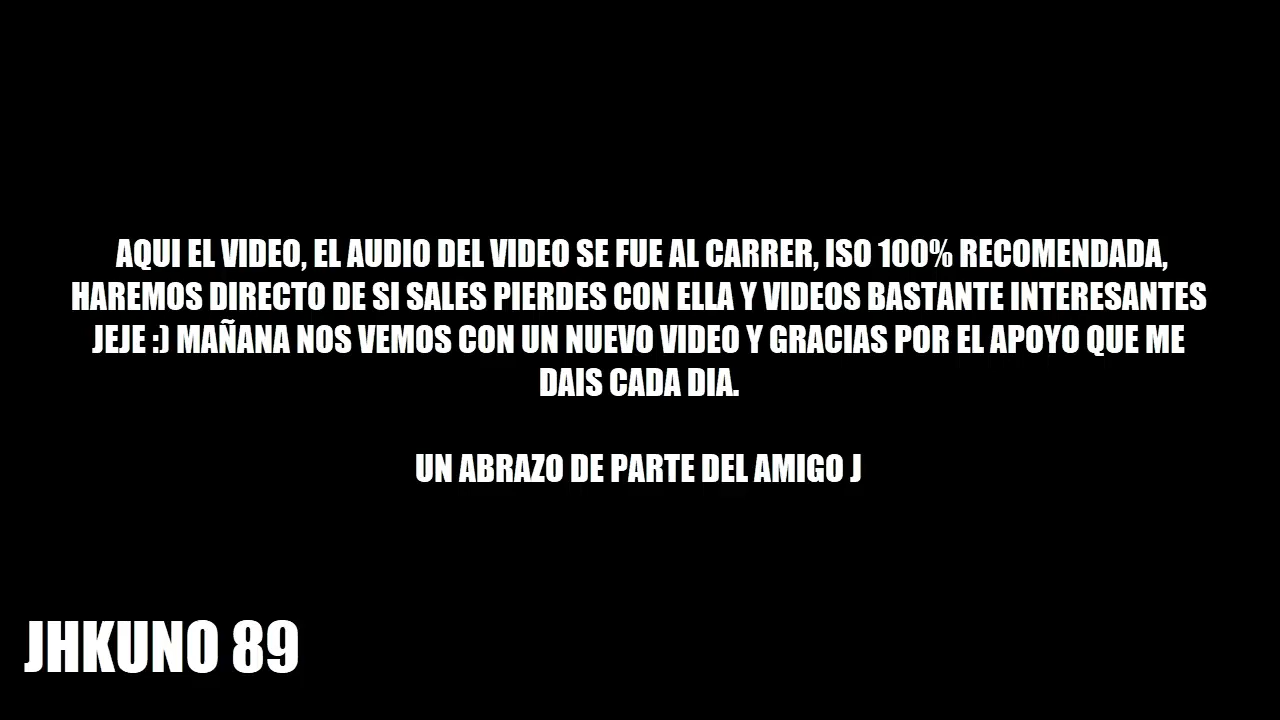 AQUI EL VIDEO, EL AUDIO DEL VIDEO SE FUE AL CARRER, ISO 100% RECOMENDADA,
HAREMOS DIRECTO DE SI SALES PIERDES CON ELLA Y VIDEOS BASTANTE INTERESANTES
JEJE :) MAÑANA NOS VEMOS CON UN NUEVO VIDEO Y GRACIAS POR EL APOYO QUE ME
DAIS CADA DIA.
UN ABRAZO DE PARTE DEL AMIGO J
JHKUNO 89